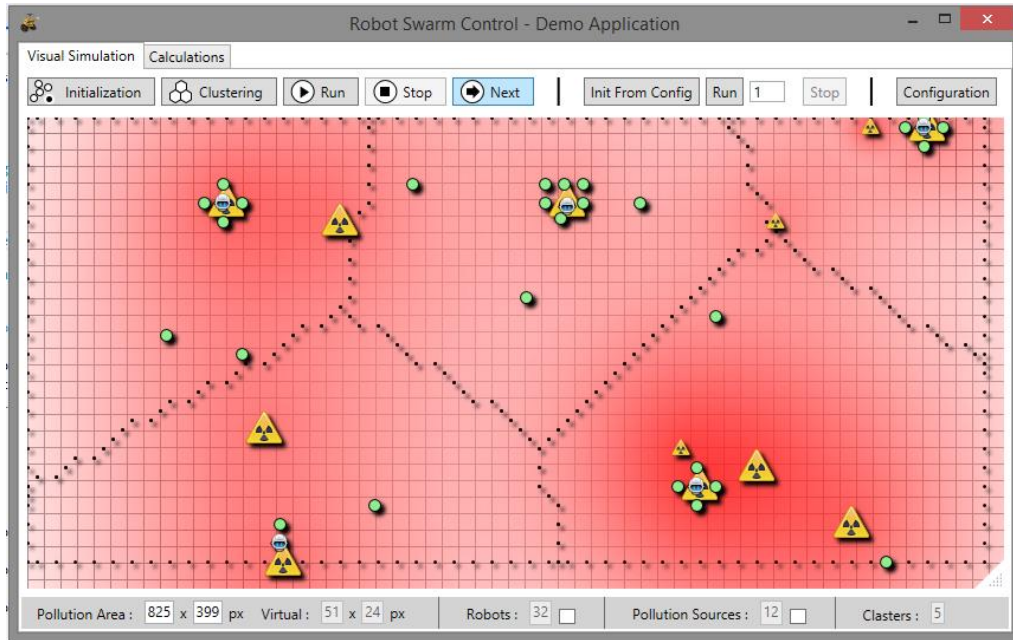 Robot Swarm Control - Demo Application
Visual Simulation Calculations
Initialization Clustering Run Stop Next Init From Config Run 1 Stop Configuration
Pollution Area : 825 x 399 px Virtual: 51 x 24 px Robots : 32 Pollution Sources : 12 Clasters : 5